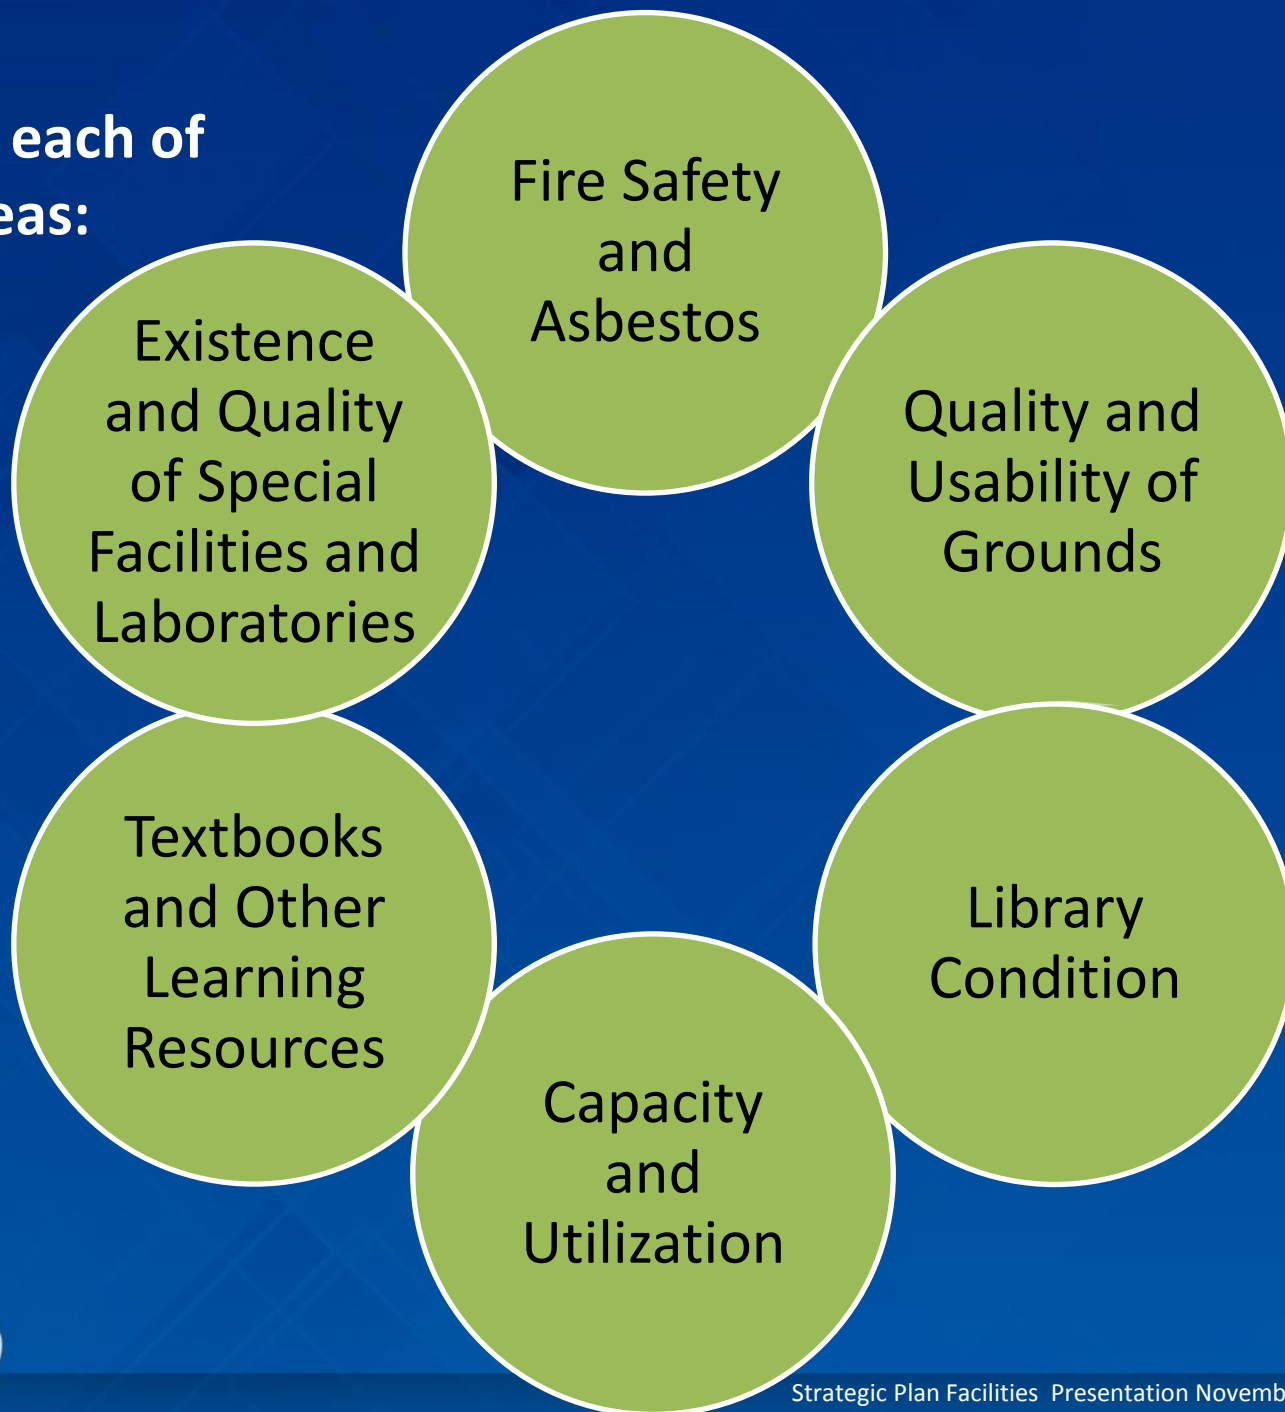 each of
eas:
Fire Safety
and
Asbestos
Existence
and Quality
of Special
Facilities and
Laboratories
Quality and
Usability of
Grounds
Textbooks
and Other
Learning
Resources
Library
Condition
Capacity
and
Utilization
Strategic Plan Facilities Presentation Novemb